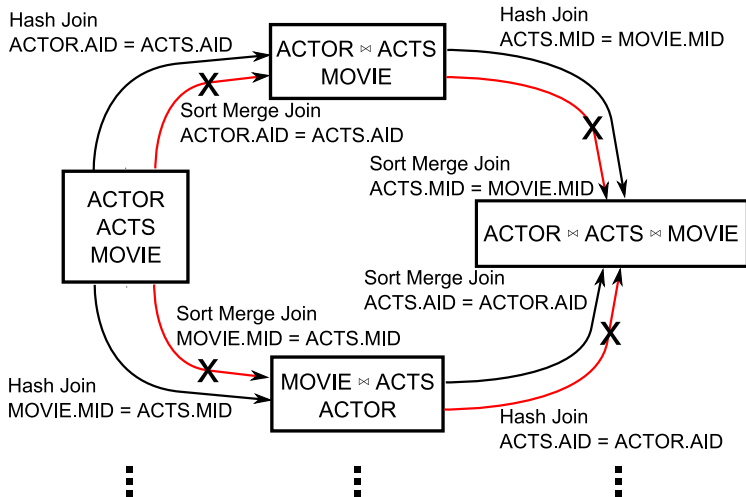 Hash Join
ACTOR.AID = ACTS.AID
ACTOR ⋈ ACTS
MOVIE
Hash Join
ACTS.MID = MOVIE.MID
X
Sort Merge Join
ACTOR.AID = ACTS.AID
X
Sort Merge Join
ACTS.MID = MOVIE.MID
ACTOR
ACTS
MOVIE
ACTOR ⋈ ACTS ⋈ MOVIE
Sort Merge Join
ACTS.AID = ACTOR.AID
Sort Merge Join
MOVIE.MID = ACTS.MID
X
X
Hash Join
MOVIE.MID = ACTS.MID
MOVIE ⋈ ACTS
ACTOR
Hash Join
ACTS.AID = ACTOR.AID